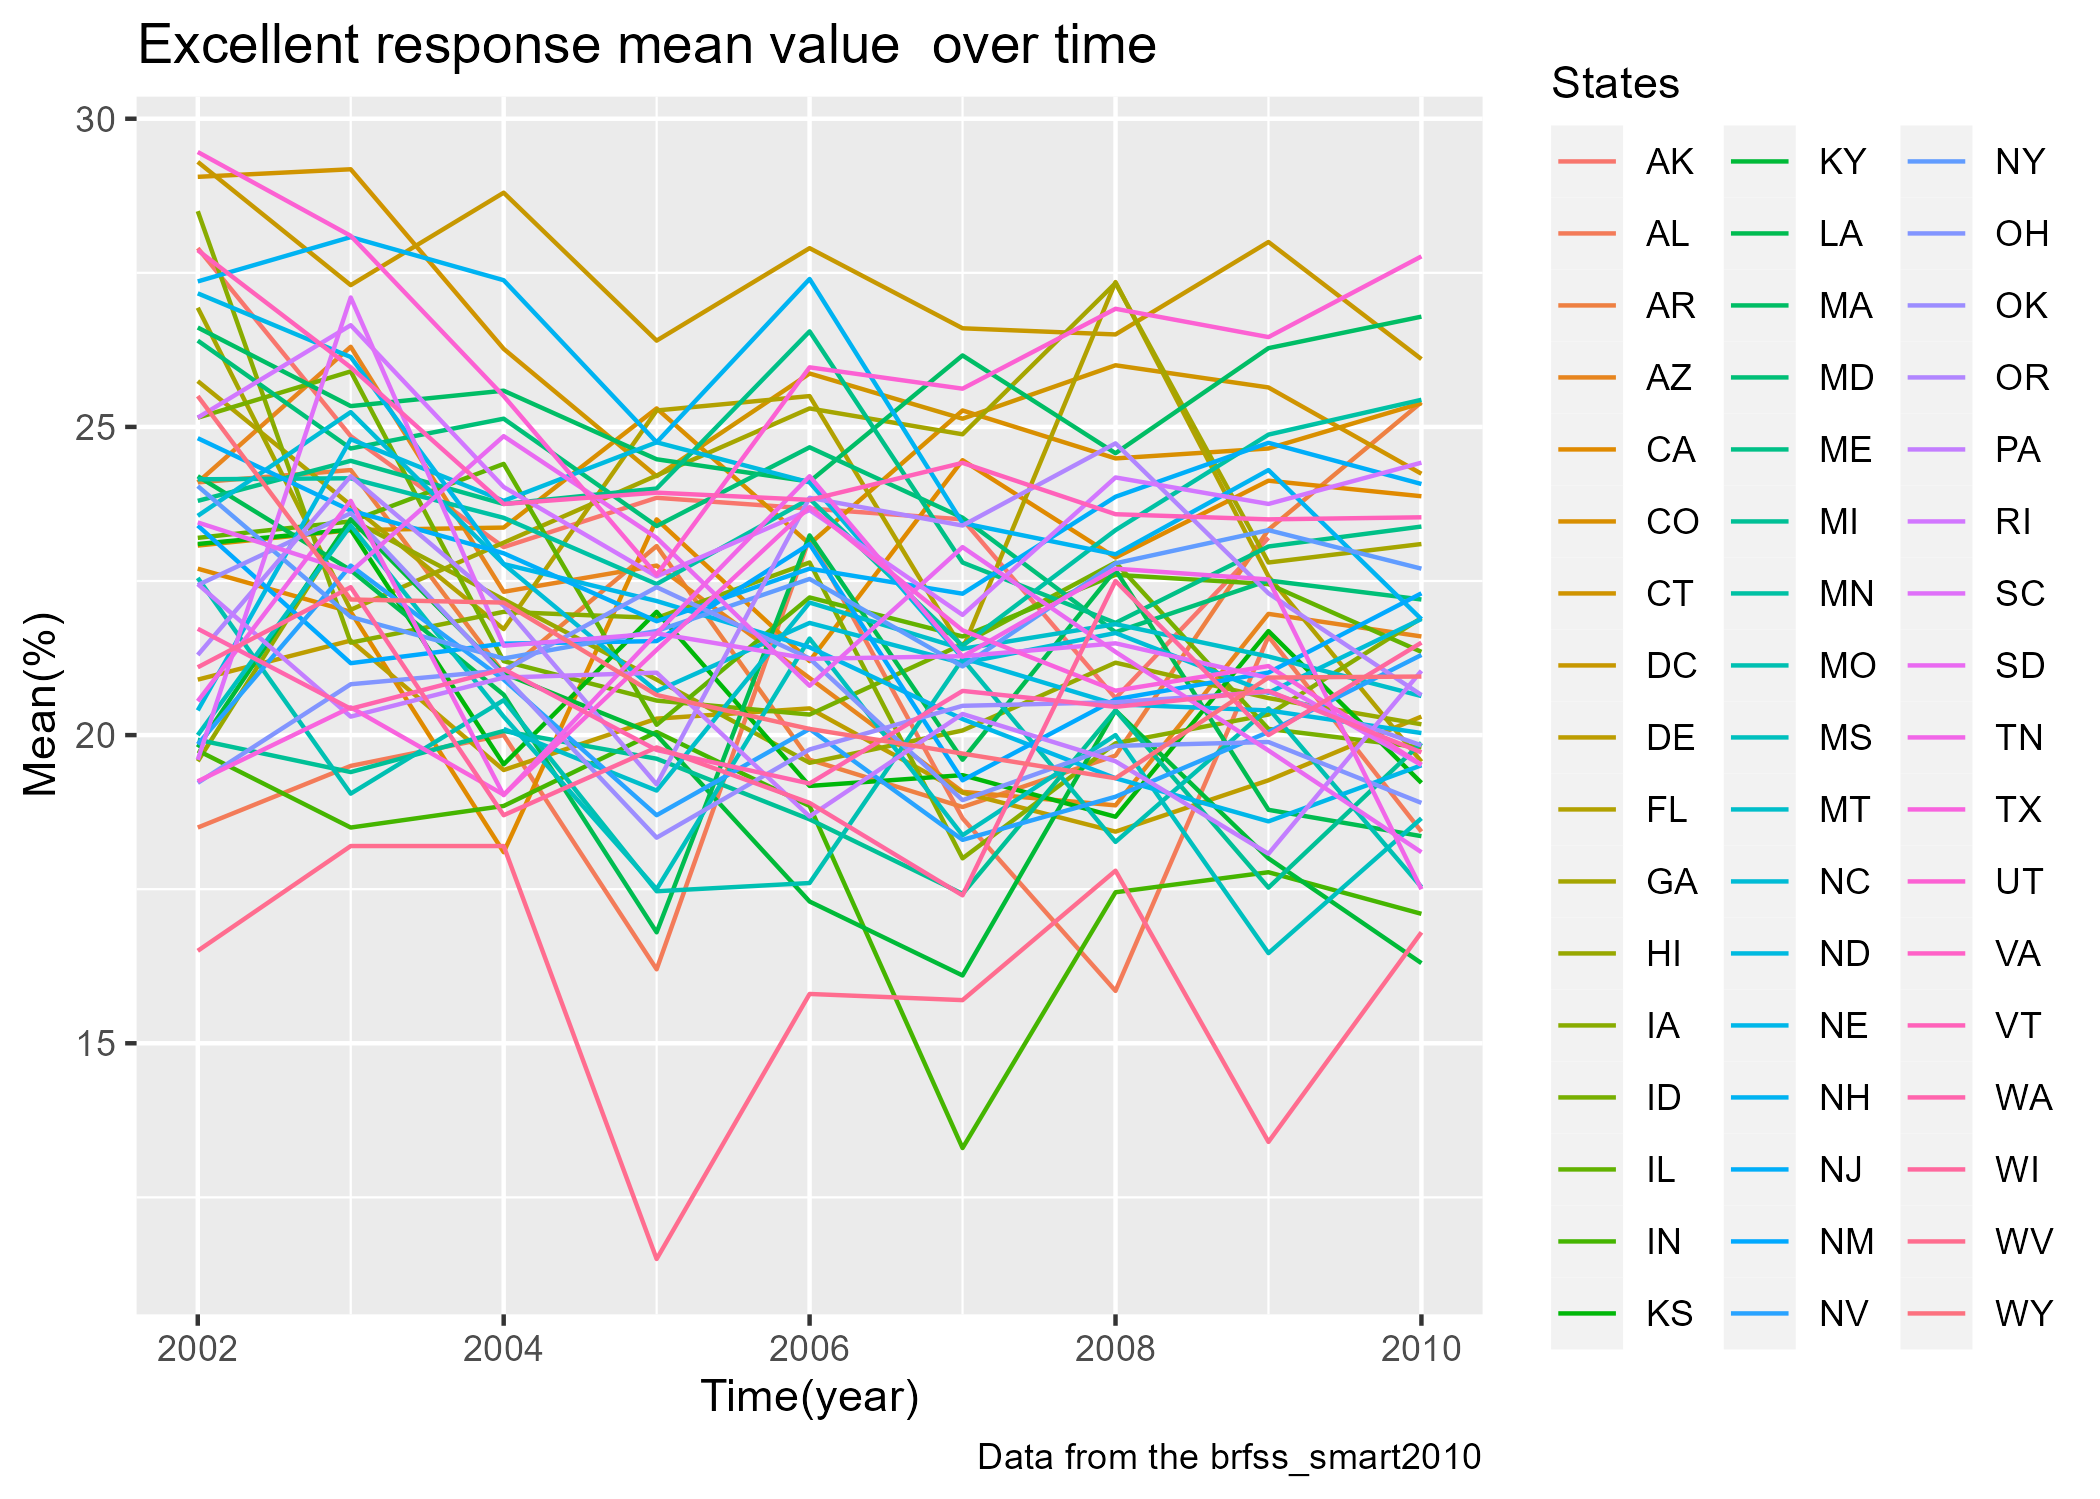 Excellent response mean value  over time
30
25
20
15
Mean(%)
2002 2004 2006 2008 2010
Time(year)
Data from the brfss_smart2010
States
AK KY NY
AL LA OH
AR MA OK
AZ MD OR
CA ME PA
CO MI RI
CT MN SC
DC MO SD
DE MS TN
FL MT TX
GA NC UT
HI ND VA
IA NE VT
ID NH WA
IL NJ WI
IN NM WV
KS NV WY